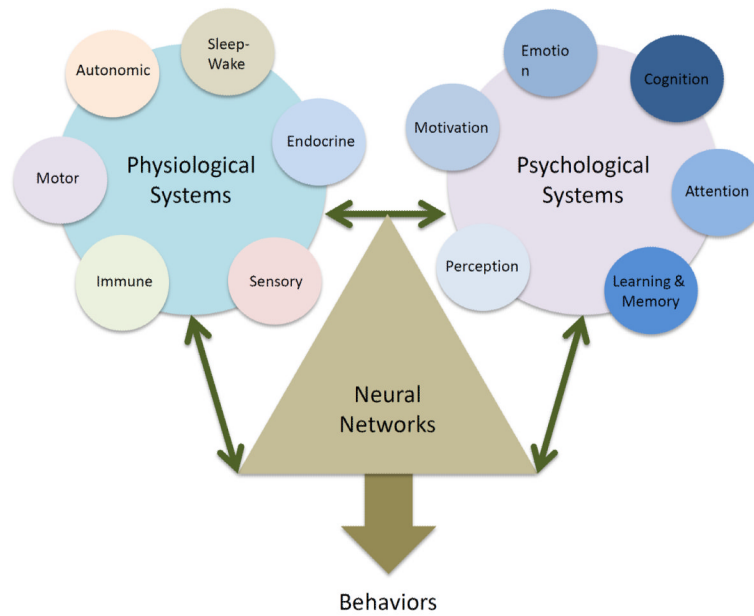 Sleep-
Wake
Autonomic
Endocrine
Motor
Physiological
Systems
Immune
Sensory
Emotio
n
Cognition
Motivation
Psychological
Systems
Attention
Perception
Learning &
Memory
Neural
Networks
Behaviors